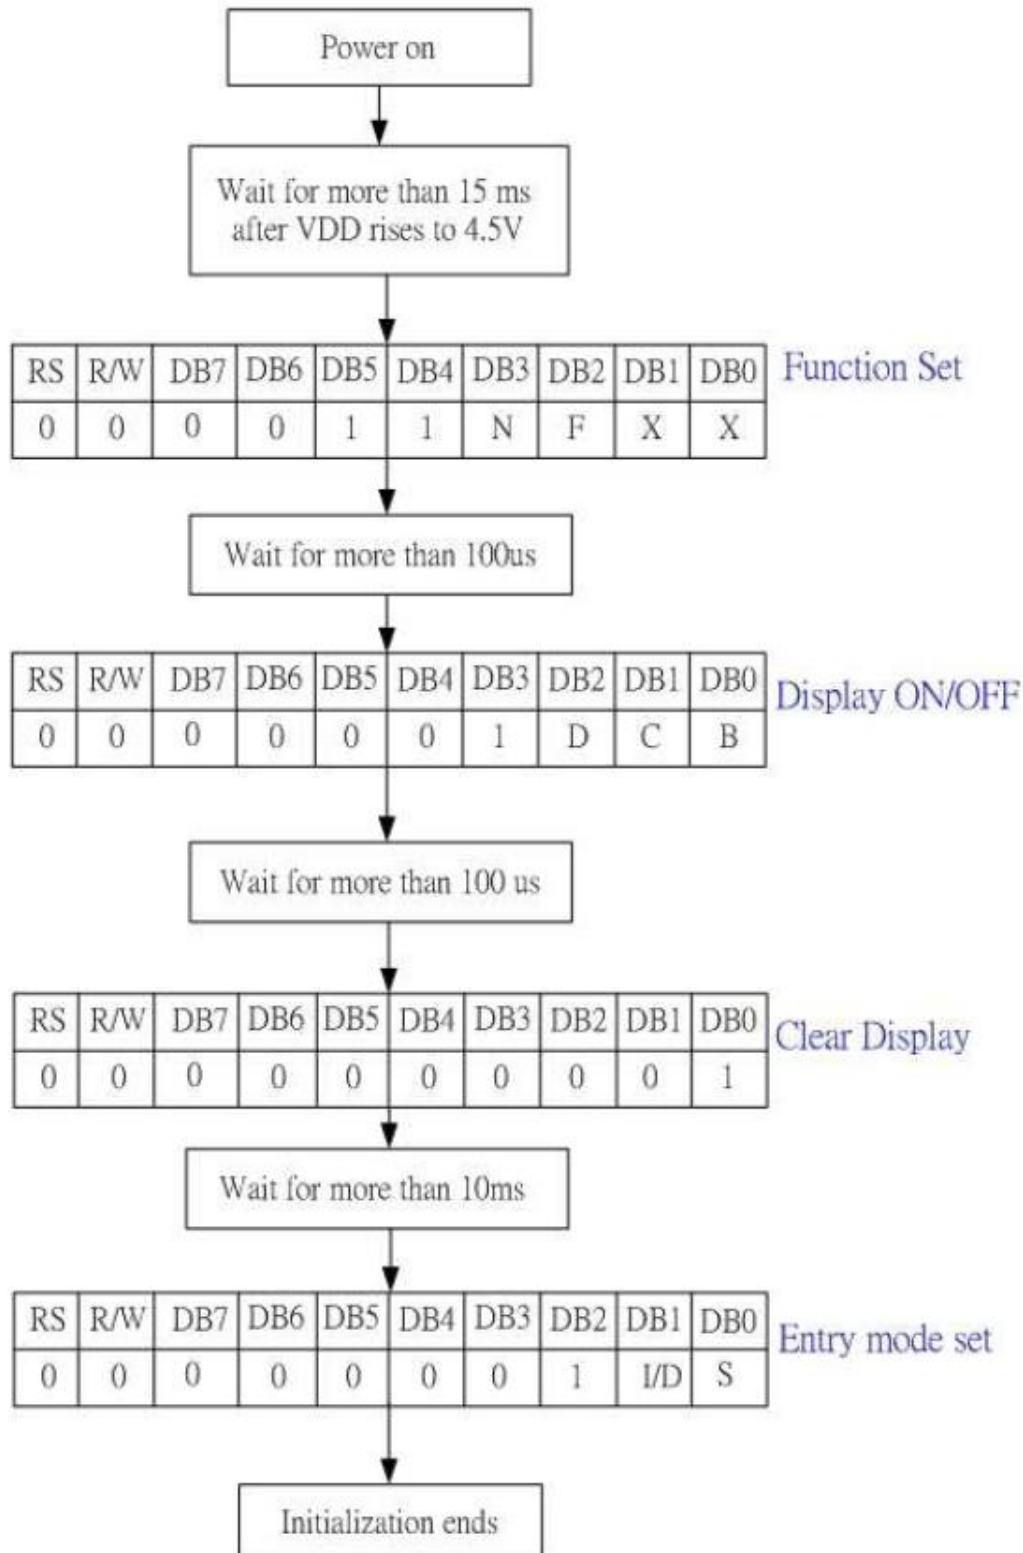 Power on
Wait for more than 15 ms
after VDD rises to 4.5V
RS R/W DB7 DB6 DB5 DB4 DB3 DB2 DB1 DB0 Function Set
0 0 0 0 1 1 N F X X
Wait for more than 100us
RS R/W DB7 DB6 DB5 DB4 DB3 DB2 DB1 DB0 Display ON/OFF
0 0 0 0 0 0 1 D C B
Wait for more than 100 us
RS R/W DB7 DB6 DB5 DB4 DB3 DB2 DB1 DB0 Clear Display
0 0 0 0 0 0 0 0 0 1
Wait for more than 10ms
RS R/W DB7 DB6 DB5 DB4 DB3 DB2 DB1 DB0 Entry mode set
0 0 0 0 0 0 0 1 I/D S
Initialization ends